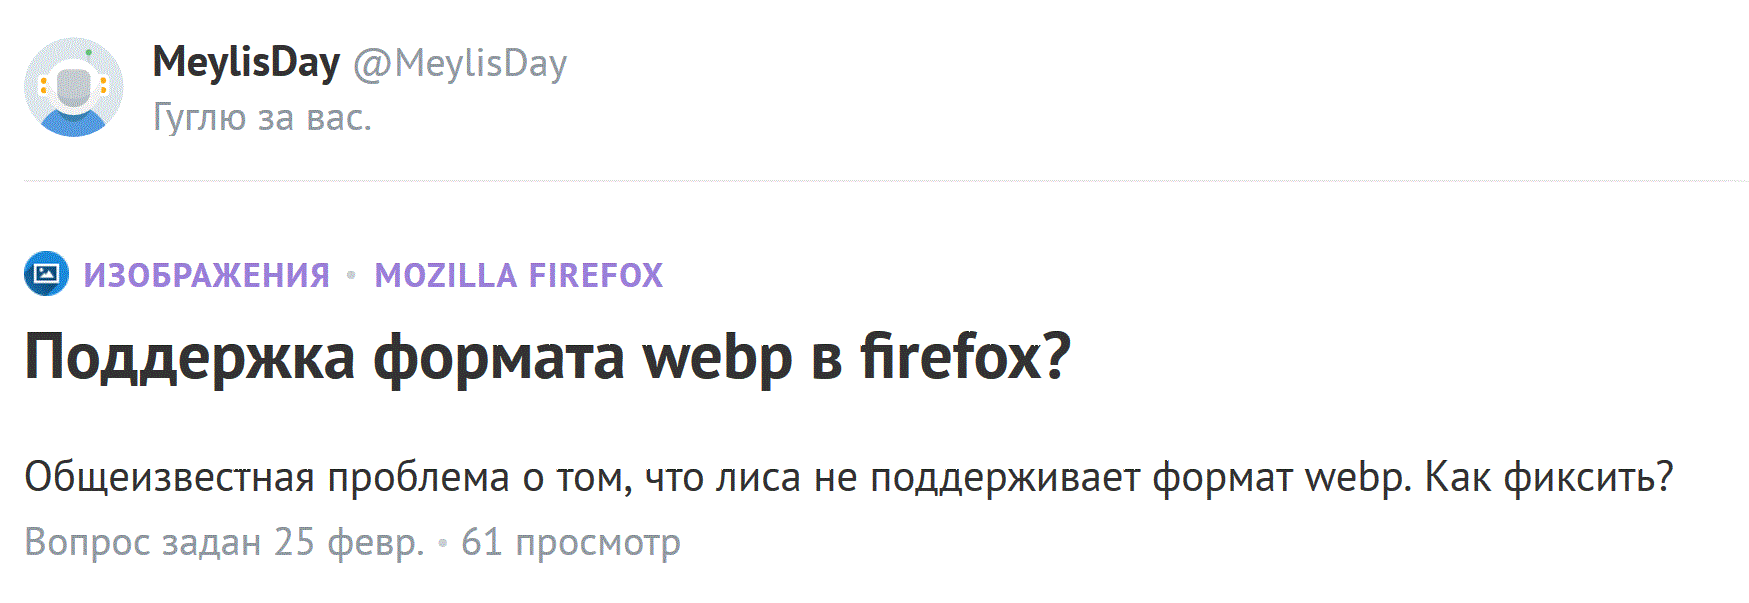 MeylisDay @MeylisDay
Гуглю за вас.
ИЗОБРАЖЕНИЯ • MOZILLA FIREFOX
Поддержка формата webp в firefox?
Общеизвестная проблема о том, что лиса не поддерживает формат webp. Как фиксить?
Вопрос задан 25 февр. • 61 просмотр